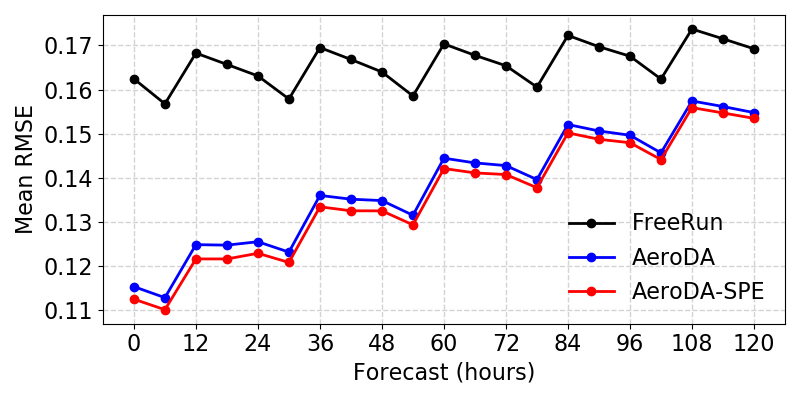 0.17
0.16
0.15
0.14
0.13
0.12
0.11
Mean RMSE
FreeRun
AeroDA
AeroDA-SPE
0 12 24 36 48 60 72 84 96 108 120
Forecast (hours)